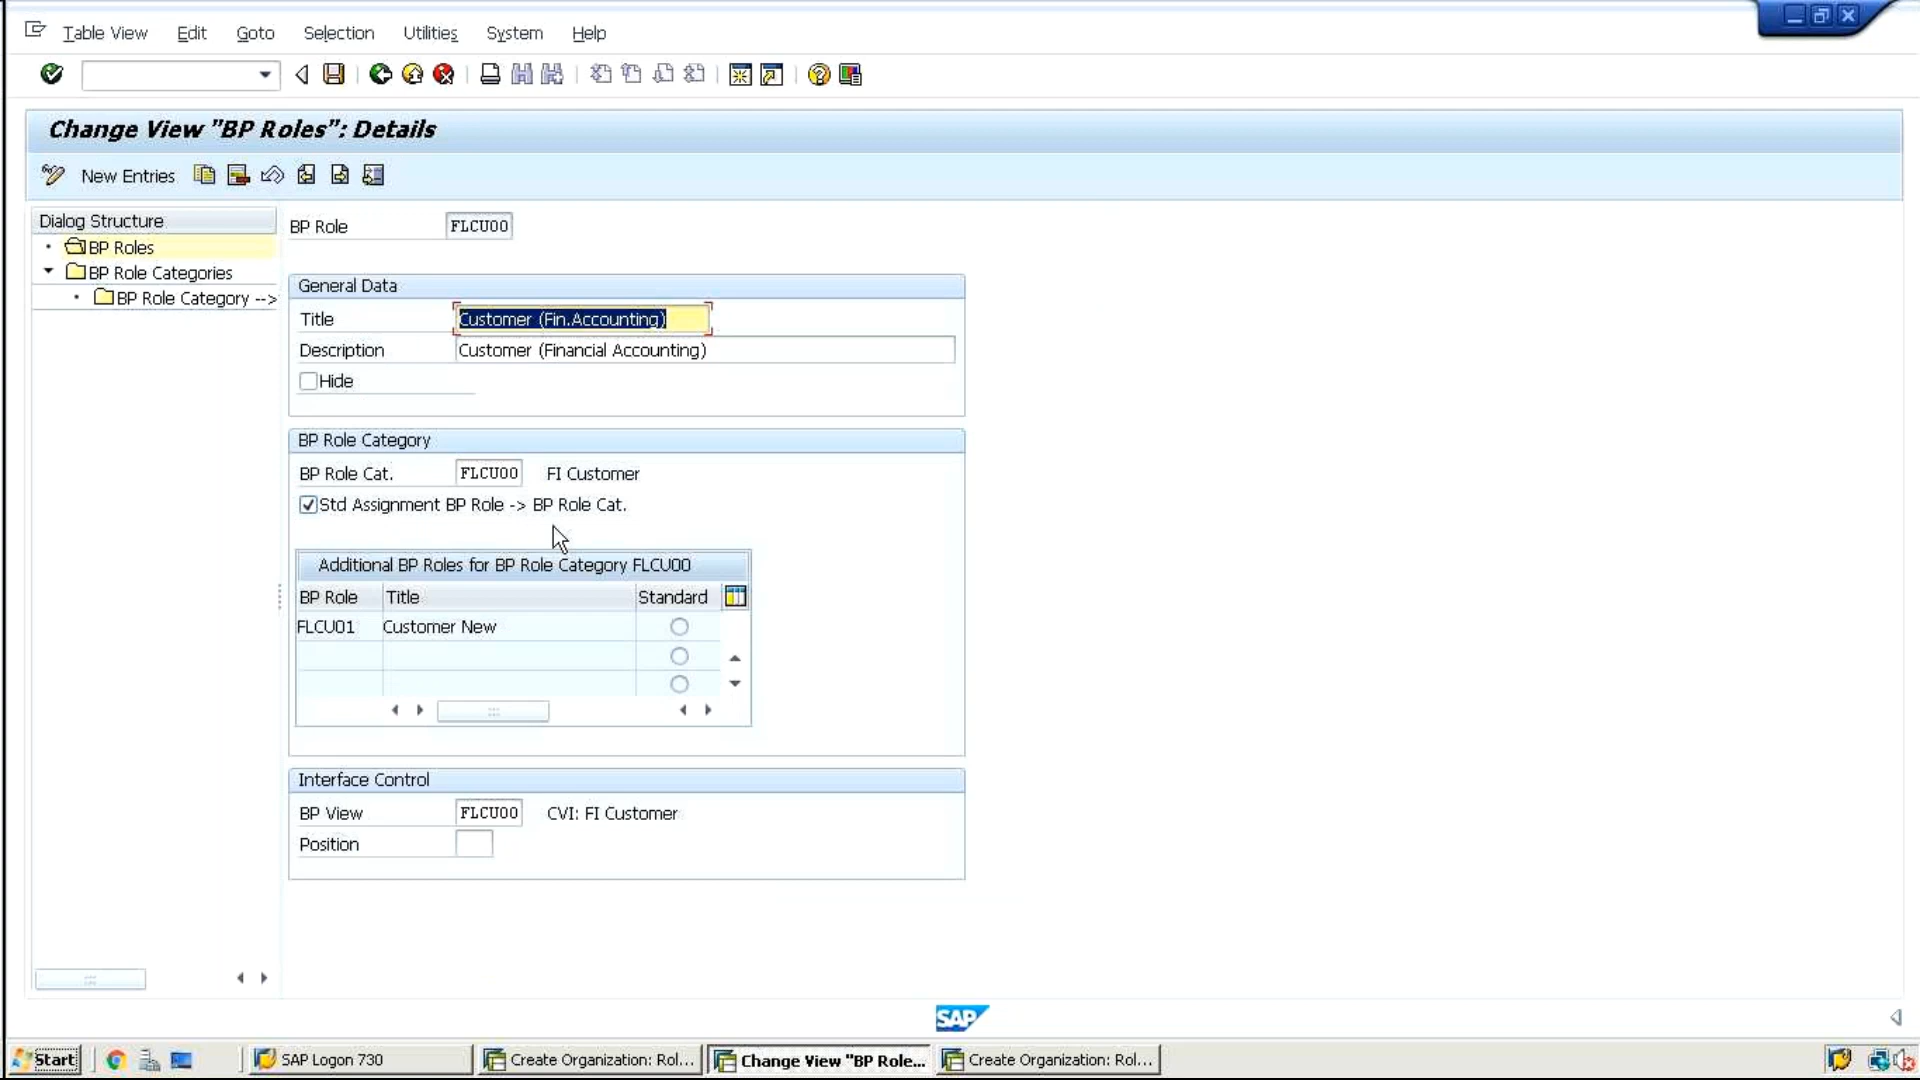 Table View Edit Goto Selection Utilities System Help
Change View "BP Roles": Details
New Entries
Dialog Structure
BP Roles
BP Role Categories
BP Role Category -->
BP Role FLCU00
General Data
Title Customer (Fin.Accounting)
Description Customer (Financial Accounting)
Hide
BP Role Category
BP Role Cat. FLCU00 FI Customer
Std Assignment BP Role -> BP Role Cat.
Additional BP Roles for BP Role Category FLCU00
BP Role Title Standard
FLCU01 Customer New
Interface Control
BP View FLCU00 CVI: FI Customer
Position
SAP
Start SAP Logon 730 Create Organization: Rol... Change View "BP Role... Create Organization: Rol...